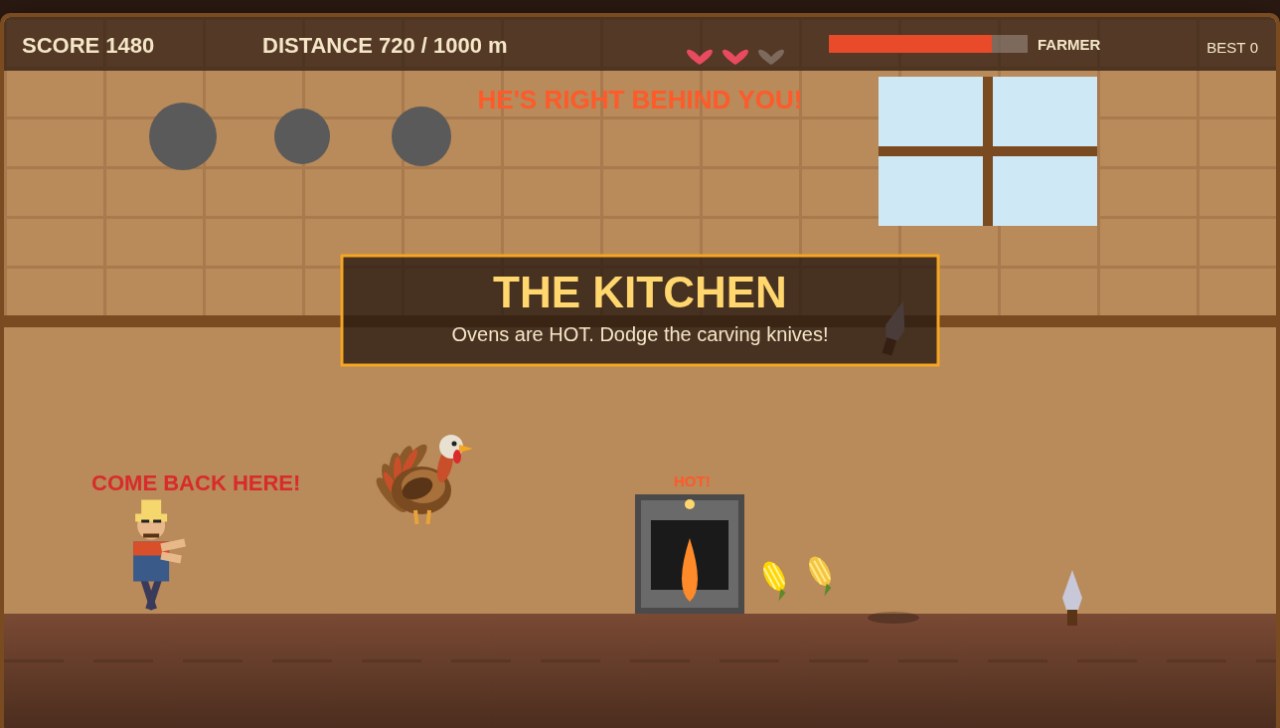 SCORE 1480
DISTANCE 720 / 1000 m
FARMER
BEST 0
HE'S RIGHT BEHIND YOU!
THE KITCHEN
Ovens are HOT. Dodge the carving knives!
COME BACK HERE!
HOT!